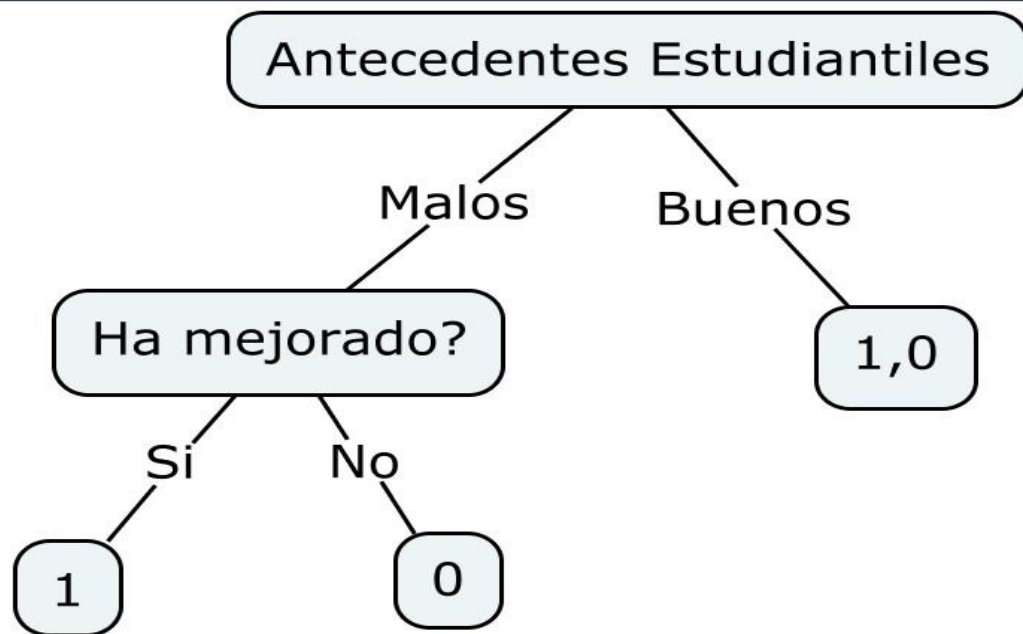 Antecedentes Estudiantiles
Malos
Buenos
Ha mejorado?
1,0
Si
No
1
0